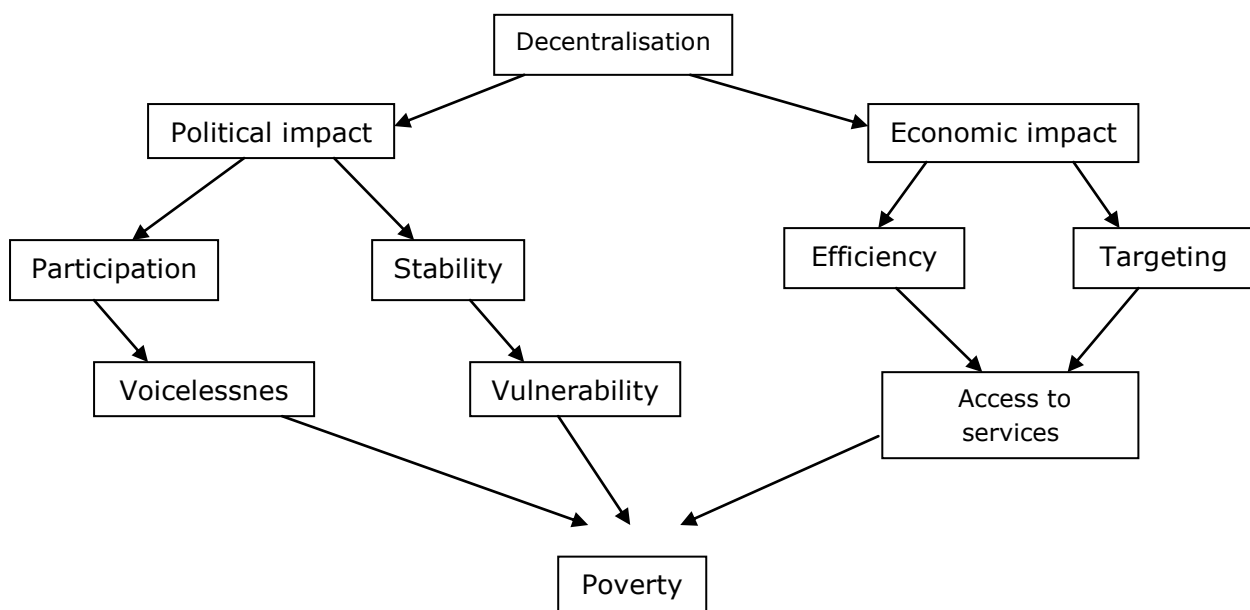 Decentralisation
Political impact
Economic impact
Participation
Stability
Efficiency
Targeting
Voicelessnes
Vulnerability
Access to
services
Poverty